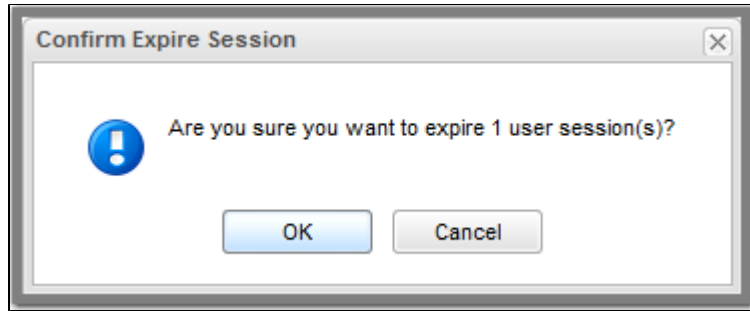 Confirm Expire Session
Are you sure you want to expire 1 user session(s)?
OK
Cancel